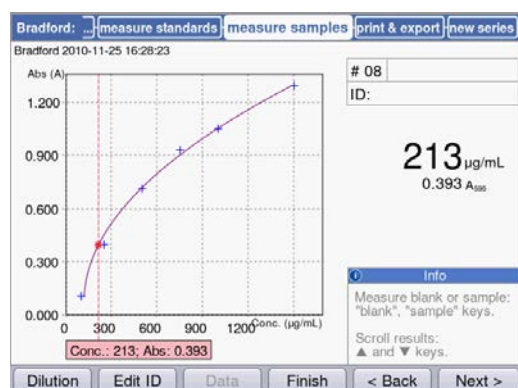 Bradford: ... measure standards measure samples print & export new series
Bradford 2010-11-25 16:28:23
Abs (A)
1.200
0.900
0.600
0.300
0.000
0 300 600 900 1200 Conc. (µg/mL)
Conc.: 213; Abs: 0.393
# 08
ID:
213 µg/mL
0.393 A595
Info
Measure blank or sample:
"blank", "sample" keys.
Scroll results:
▲ and ▼ keys.
Dilution Edit ID Data Finish < Back Next >